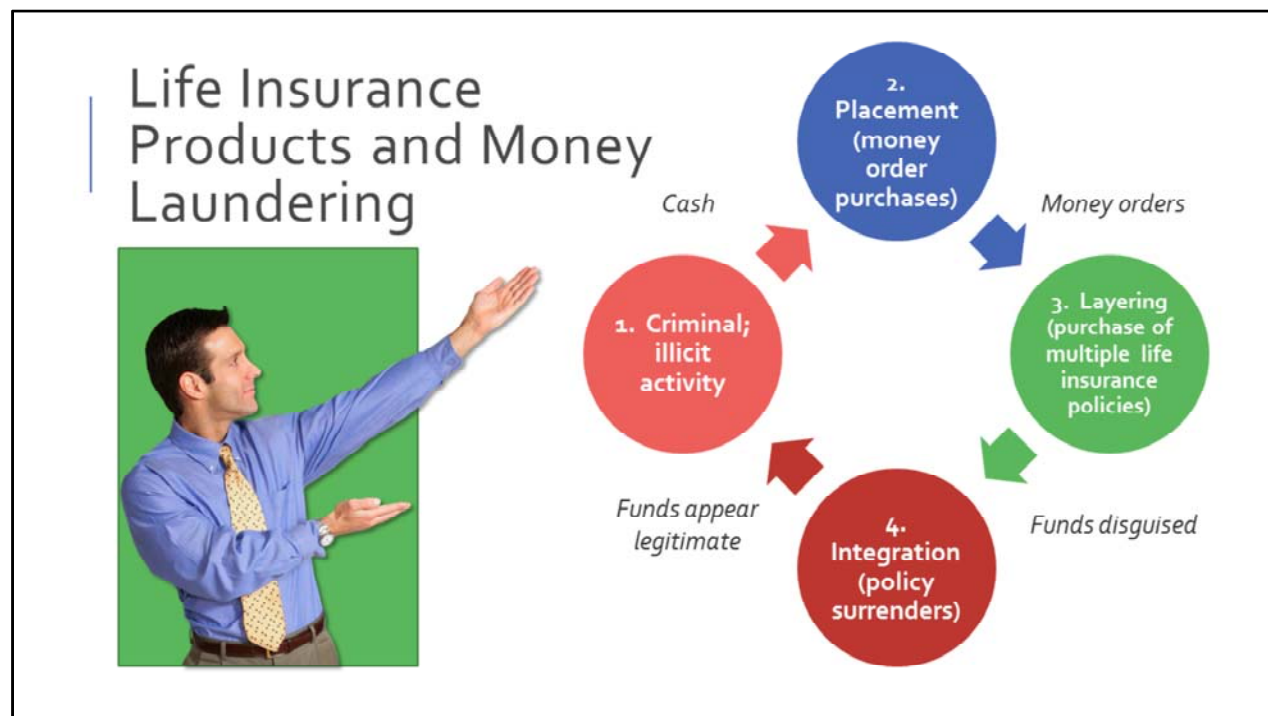 Life Insurance
Products and Money
Laundering
1. Criminal;
illicit
activity
Cash
2.
Placement
(money
order
purchases)
Money orders
3. Layering
(purchase of
multiple life
insurance
policies)
Funds disguised
4.
Integration
(policy
surrenders)
Funds appear
legitimate